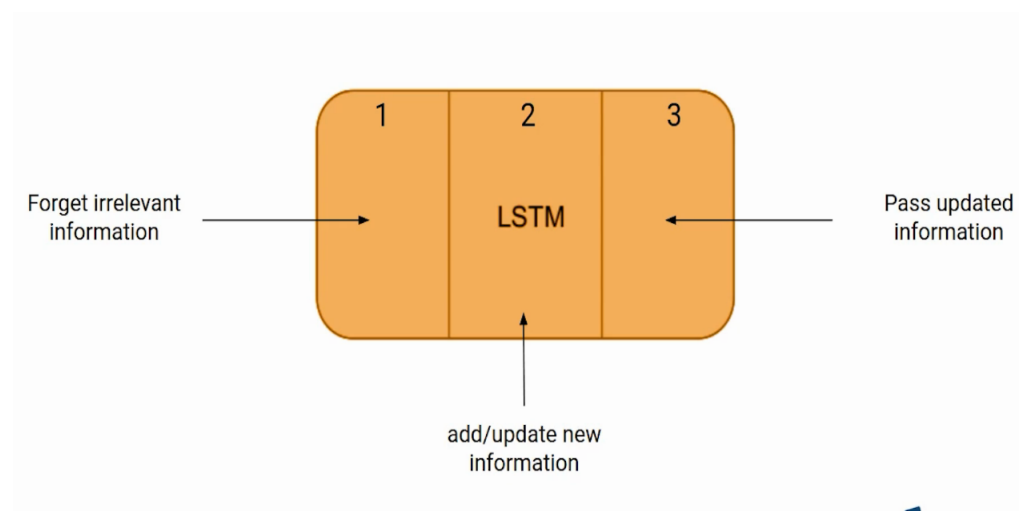 1
2
3
Forget irrelevant
information
LSTM
Pass updated
information
add/update new
information